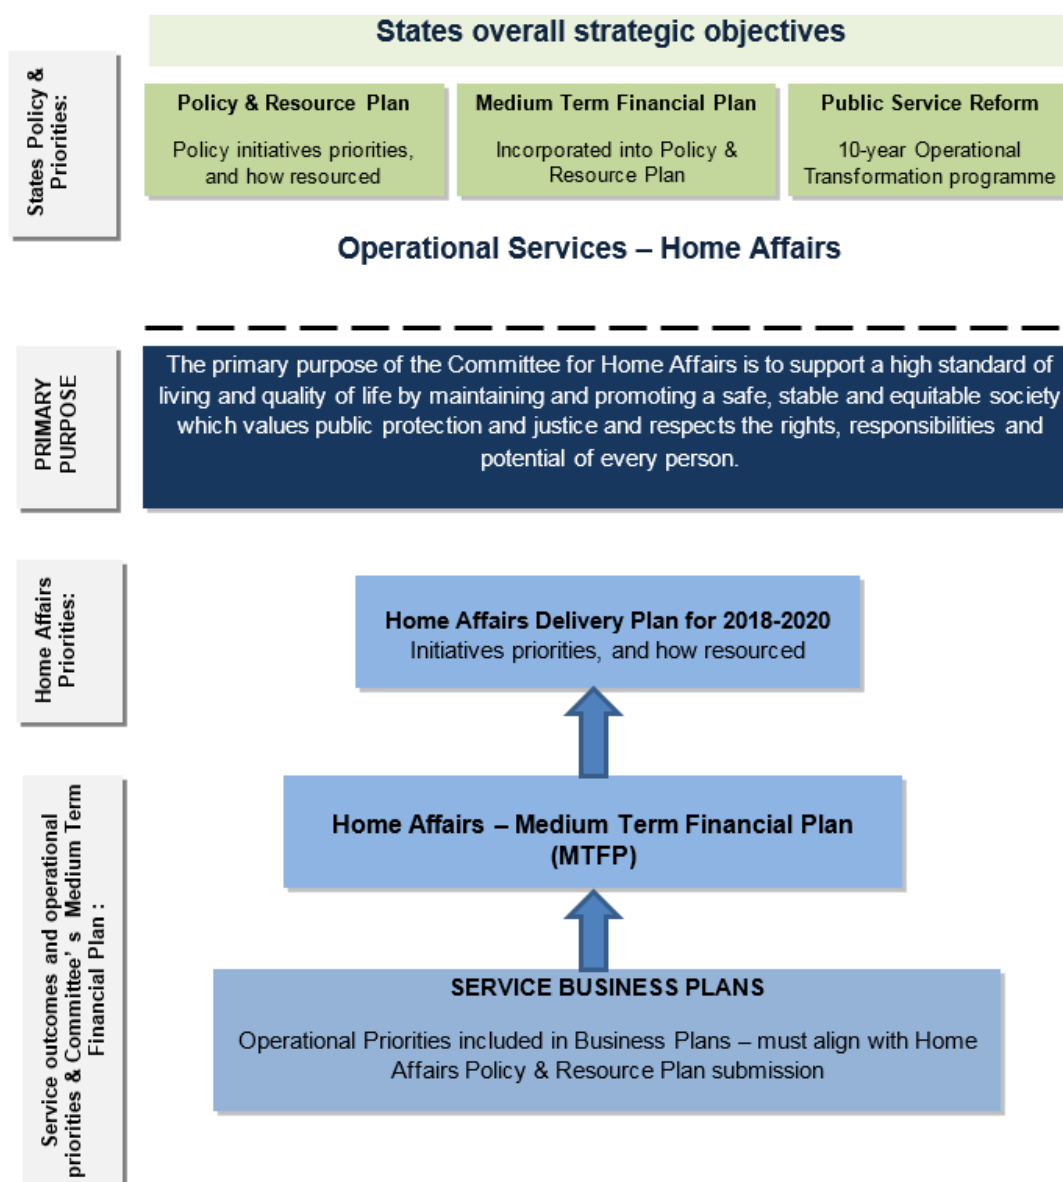 States overall strategic objectives
States Policy &
Priorities:
Policy & Resource Plan
Policy initiatives priorities,
and how resourced
Medium Term Financial Plan
Incorporated into Policy &
Resource Plan
Public Service Reform
10-year Operational
Transformation programme
Operational Services – Home Affairs
PRIMARY
PURPOSE
The primary purpose of the Committee for Home Affairs is to support a high standard of
living and quality of life by maintaining and promoting a safe, stable and equitable society
which values public protection and justice and respects the rights, responsibilities and
potential of every person.
Home Affairs
Priorities:
Home Affairs Delivery Plan for 2018-2020
Initiatives priorities, and how resourced
Service outcomes and operational
priorities & Committee' s Medium Term
Financial Plan :
Home Affairs – Medium Term Financial Plan
(MTFP)
SERVICE BUSINESS PLANS
Operational Priorities included in Business Plans – must align with Home
Affairs Policy & Resource Plan submission